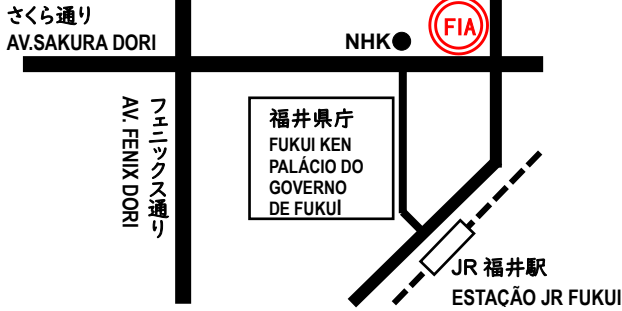 さくら通り
AV.SAKURA DORI
NHK
FIA
フェニックス通り
AV. FENIX DORI
福井県庁
FUKUI KEN
PALÁCIO DO
GOVERNO
DE FUKUÍ
JR 福井駅
ESTAÇÃO JR FUKUI